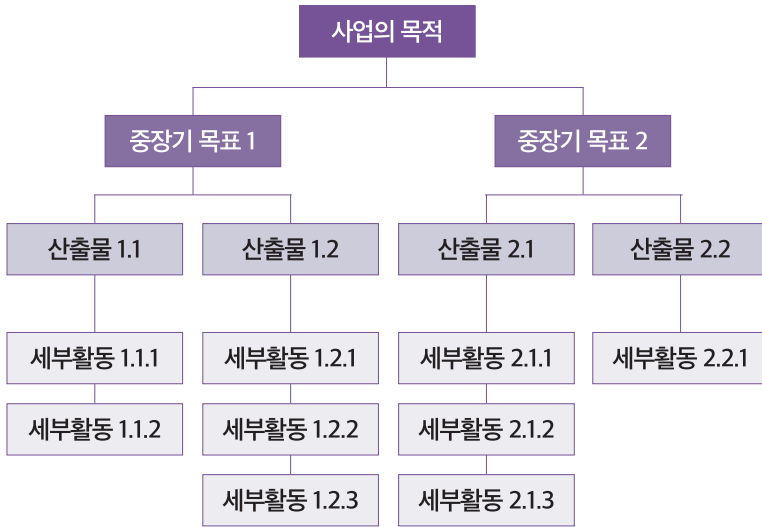 사업의 목적
중장기 목표 1
중장기 목표 2
산출물 1.1
산출물 1.2
산출물 2.1
산출물 2.2
세부활동 1.1.1
세부활동 1.2.1
세부활동 2.1.1
세부활동 2.2.1
세부활동 1.1.2
세부활동 1.2.2
세부활동 2.1.2
세부활동 1.2.3
세부활동 2.1.3